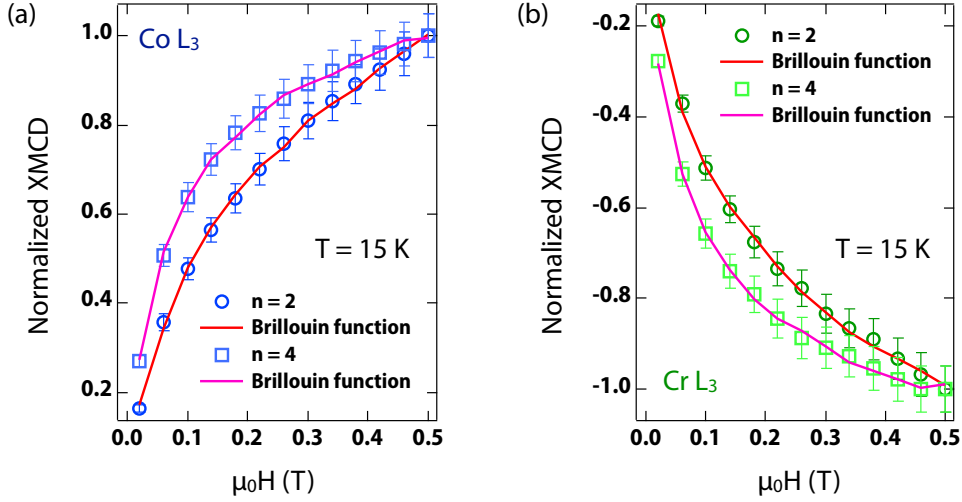 (a)
Co L3
1.0
0.8
0.6
0.4
0.2
Normalized XMCD
T = 15 K
n = 2
Brillouin function
n = 4
Brillouin function
0.0 0.1 0.2 0.3 0.4 0.5
μ0H (T)
(b)
-0.2
-0.4
-0.6
-0.8
-1.0
Normalized XMCD
n = 2
Brillouin function
n = 4
Brillouin function
T = 15 K
Cr L3
0.0 0.1 0.2 0.3 0.4 0.5
μ0H (T)